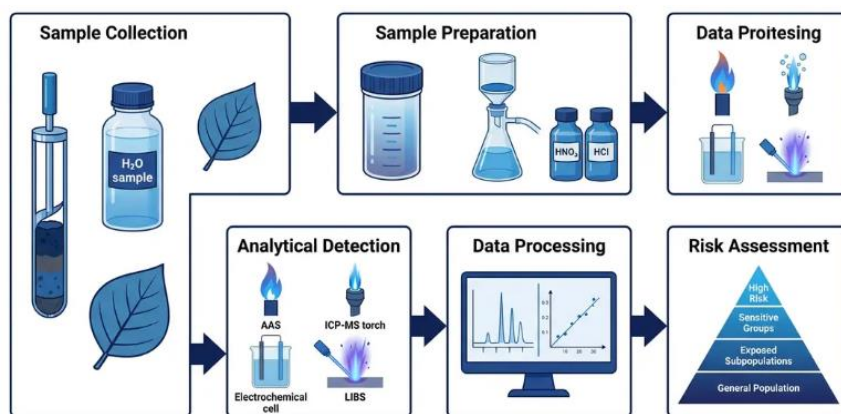 Sample Collection
H₂O
sample
Sample Preparation
HNO₃
HCl
Data Proitesing
Analytical Detection
AAS
ICP-MS torch
Electrochemical
cell
LIBS
Data Processing
Risk Assessment
High
Risk
Sensitive
Groups
Exposed
Subpopulations
General Population